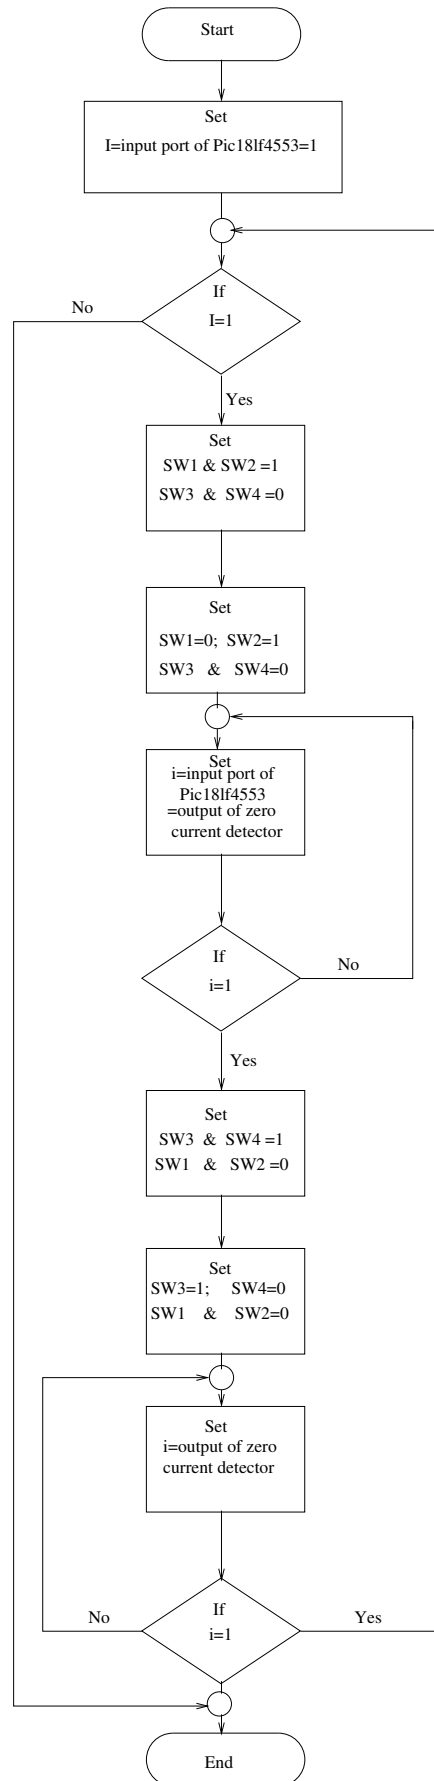 Start
Set
I=input port of Pic18lf4553=1
If
I=1
No
Yes
Set
SW1 & SW2 =1
SW3 & SW4 =0
Set
SW1=0; SW2=1
SW3 & SW4=0
Set
i=input port of
Pic18lf4553
=output of zero
current detector
If
i=1
No
Yes
Set
SW3 & SW4 =1
SW1 & SW2 =0
Set
SW3=1; SW4=0
SW1 & SW2=0
Set
i=output of zero
current detector
If
i=1
No
Yes
End